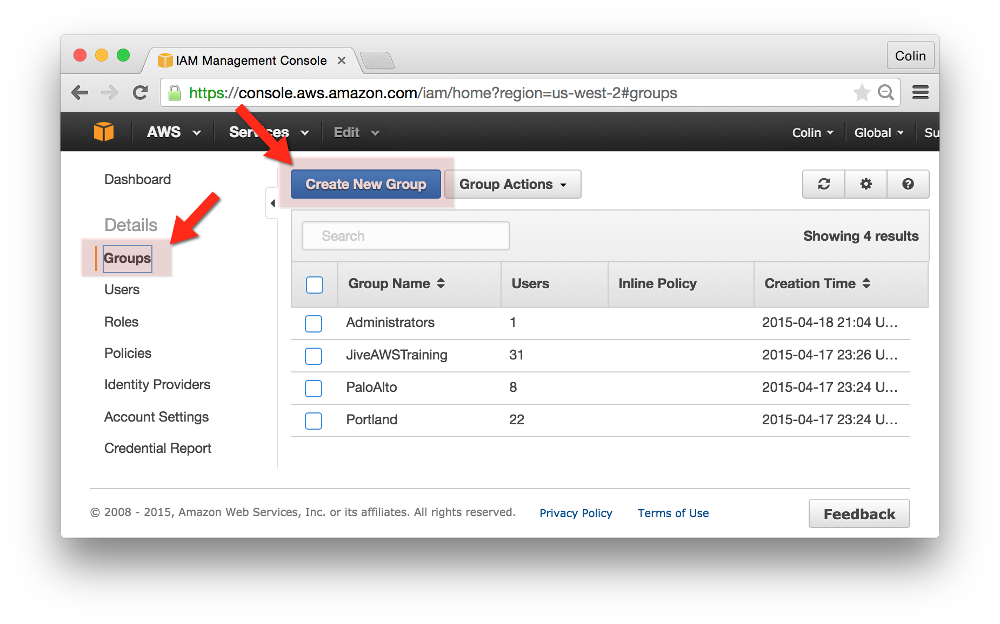 IAM Management Console
Colin
https://console.aws.amazon.com/iam/home?region=us-west-2#groups
AWS Services Edit Colin Global Su
Dashboard
Create New Group Group Actions
Details
Groups
Users
Roles
Policies
Identity Providers
Account Settings
Credential Report
Search Showing 4 results
Group Name Users Inline Policy Creation Time
Administrators 1 2015-04-18 21:04 U...
JiveAWSTraining 31 2015-04-17 23:26 U...
PaloAlto 8 2015-04-17 23:24 U...
Portland 22 2015-04-17 23:24 U...
© 2008 - 2015, Amazon Web Services, Inc. or its affiliates. All rights reserved. Privacy Policy Terms of Use Feedback